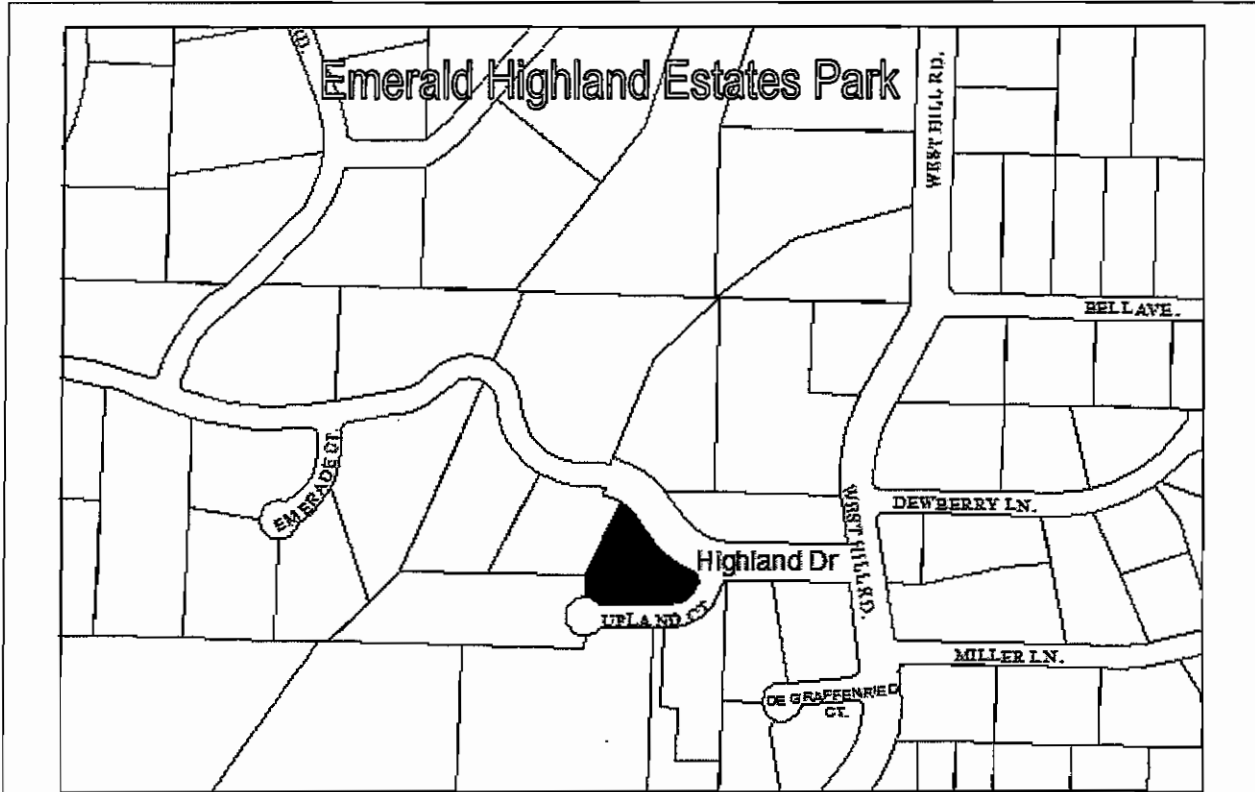 Emerald Highland Estates Park
WEST HILL RD.
BELL AVE.
EMERADE CT.
WEST HILL RD.
DEWBERRY LN.
Highland Dr
UPLAND CT.
MILLER LN.
DE GRAFFENRIED
CT.